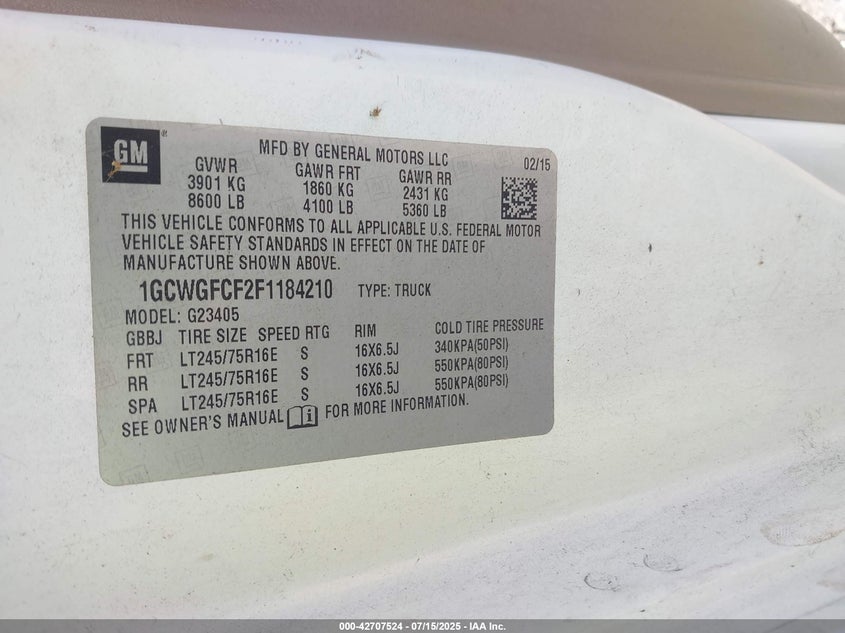 GM®
MFD BY GENERAL MOTORS LLC 02/15
GVWR GAWR FRT GAWR RR
3901 KG 1860 KG 2431 KG
8600 LB 4100 LB 5360 LB
THIS VEHICLE CONFORMS TO ALL APPLICABLE U.S. FEDERAL MOTOR
VEHICLE SAFETY STANDARDS IN EFFECT ON THE DATE OF
MANUFACTURE SHOWN ABOVE.
1GCWGFCF2F1184210 TYPE: TRUCK
MODEL: G23405
GBBJ TIRE SIZE SPEED RTG RIM COLD TIRE PRESSURE
FRT LT245/75R16E S 16X6.5J 340KPA(50PSI)
RR LT245/75R16E S 16X6.5J 550KPA(80PSI)
SPA LT245/75R16E S 16X6.5J 550KPA(80PSI)
SEE OWNER'S MANUAL FOR MORE INFORMATION.
000-42707524 - 07/15/2025 - IAA Inc.